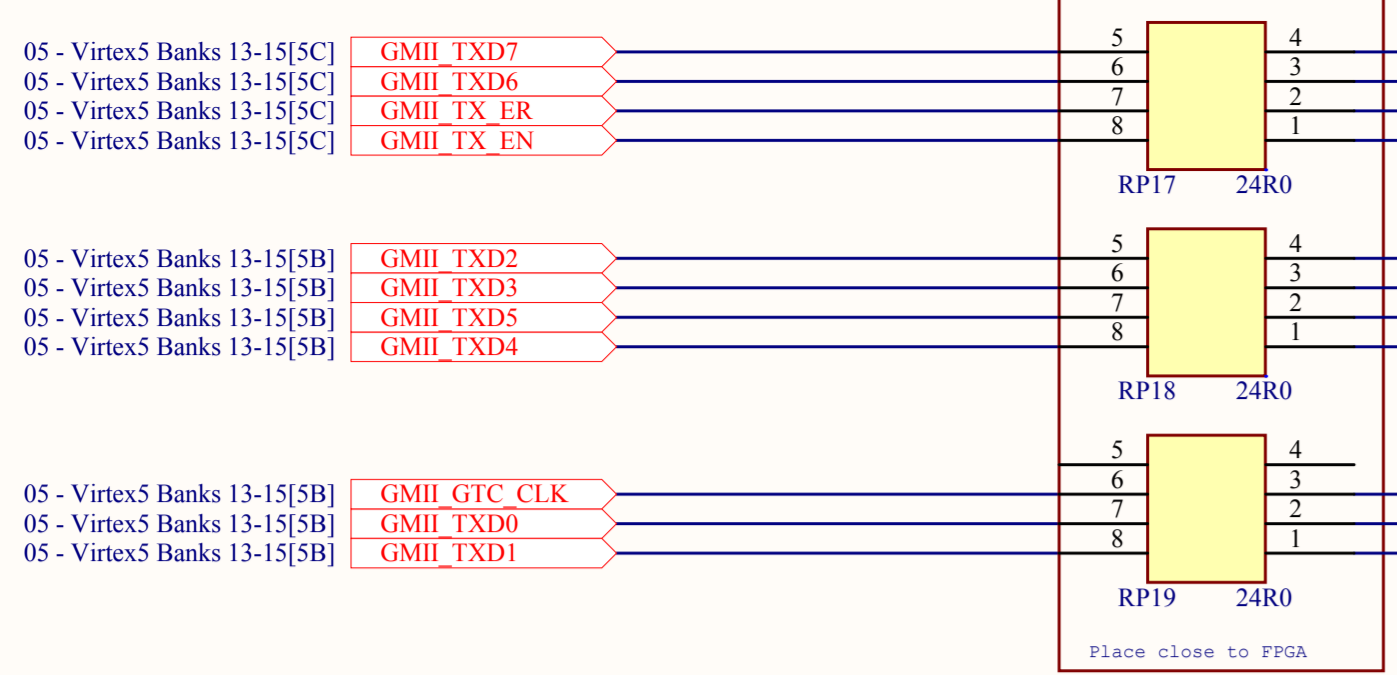 05 - Virtex5 Banks 13-15[5C] GMII_TXD7 5 4
05 - Virtex5 Banks 13-15[5C] GMII_TXD6 6 3
05 - Virtex5 Banks 13-15[5C] GMII_TX_ER 7 2
05 - Virtex5 Banks 13-15[5C] GMII_TX_EN 8 1
RP17 24R0
05 - Virtex5 Banks 13-15[5B] GMII_TXD2 5 4
05 - Virtex5 Banks 13-15[5B] GMII_TXD3 6 3
05 - Virtex5 Banks 13-15[5B] GMII_TXD5 7 2
05 - Virtex5 Banks 13-15[5B] GMII_TXD4 8 1
RP18 24R0
5 4
05 - Virtex5 Banks 13-15[5B] GMII_GTC_CLK 6 3
05 - Virtex5 Banks 13-15[5B] GMII_TXD0 7 2
05 - Virtex5 Banks 13-15[5B] GMII_TXD1 8 1
RP19 24R0
Place close to FPGA